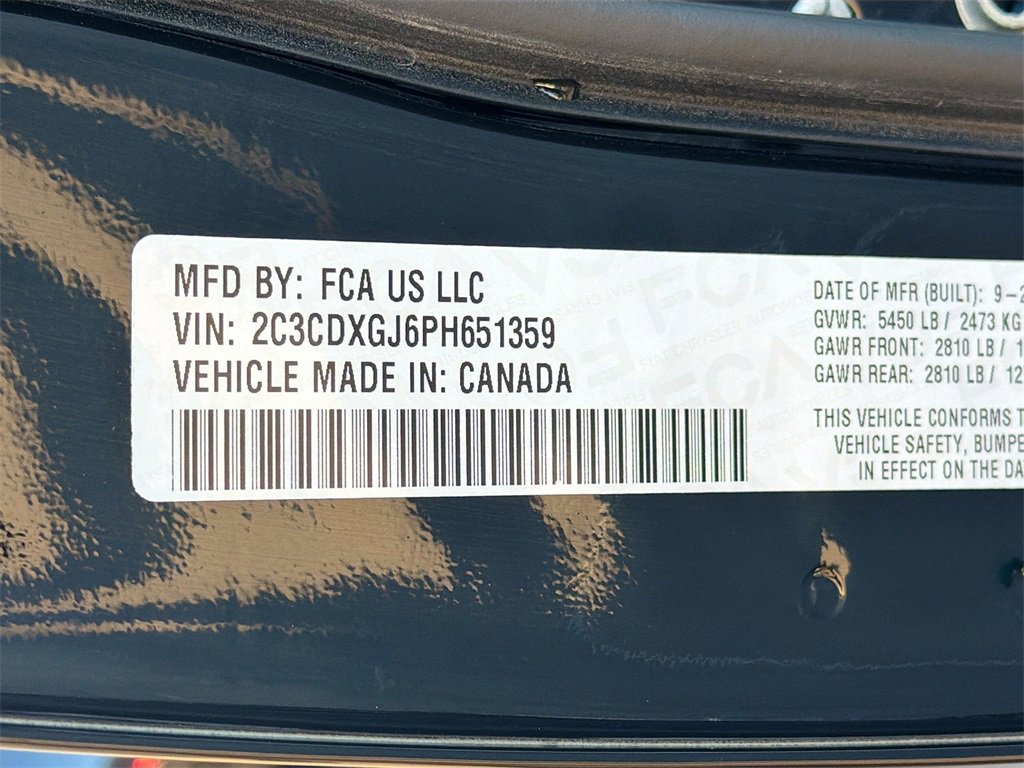 MFD BY: FCA US LLC
VIN: 2C3CDXGJ6PH651359
VEHICLE MADE IN: CANADA
DATE OF MFR (BUILT): 9-2
GVWR: 5450 LB / 2473 KG
GAWR FRONT: 2810 LB / 1
GAWR REAR: 2810 LB / 12
THIS VEHICLE CONFORMS T
VEHICLE SAFETY, BUMPE
IN EFFECT ON THE DA